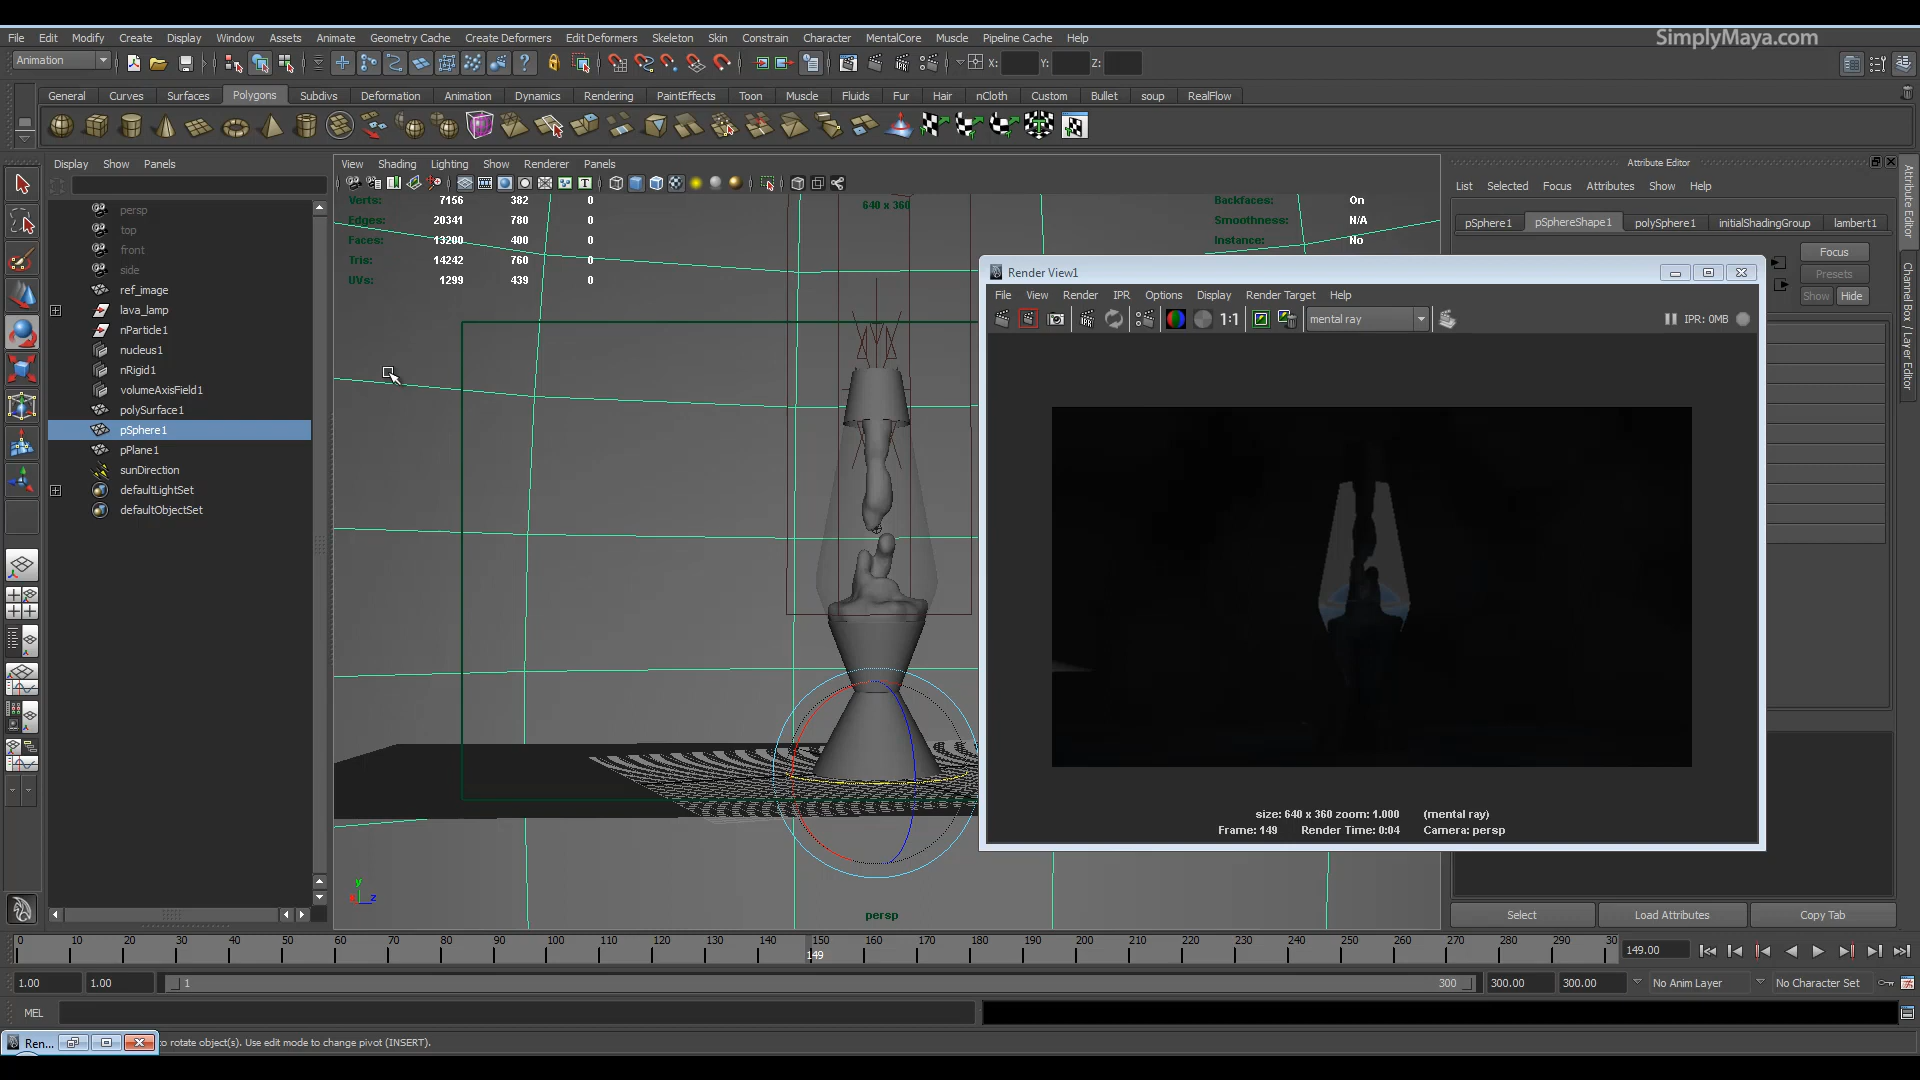 File Edit Modify Create Display Window Assets Animate Geometry Cache Create Deformers Edit Deformers Skeleton Skin Constrain Character MentalCore Muscle Pipeline Cache Help
SimplyMaya.com
Animation
X: Y: Z:
General Curves Surfaces Polygons Subdivs Deformation Animation Dynamics Rendering PaintEffects Toon Muscle Fluids Fur Hair nCloth Custom Bullet soup RealFlow
Display Show Panels
View Shading Lighting Show Renderer Panels
Attribute Editor
List Selected Focus Attributes Show Help
pSphere1 pSphereShape1 polySphere1 initialShadingGroup lambert1
Focus
Presets
Show Hide
Attribute Editor
Channel Box / Layer Editor
persp
top
front
side
ref_image
lava_lamp
nParticle1
nucleus1
nRigid1
volumeAxisField1
polySurface1
pSphere1
pPlane1
sunDirection
defaultLightSet
defaultObjectSet
Verts: 7156 382 0
Edges: 20341 780 0
Faces: 13200 400 0
Tris: 14242 760 0
UVs: 1299 439 0
640 x 360
Backfaces: On
Smoothness: N/A
Instance: No
Render View1
File View Render IPR Options Display Render Target Help
1:1 mental ray IPR: 0MB
size: 640 x 360 zoom: 1.000 (mental ray)
Frame: 149 Render Time: 0:04 Camera: persp
y
z
persp
Select Load Attributes Copy Tab
0 10 20 30 40 50 60 70 80 90 100 110 120 130 140 150 160 170 180 190 200 210 220 230 240 250 260 270 280 290 30
149
149.00
1.00 1.00 1 300 300.00 300.00 No Anim Layer No Character Set
MEL
Ren... to rotate object(s). Use edit mode to change pivot (INSERT).